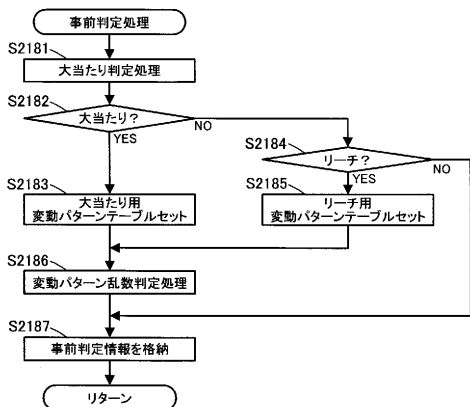 事前判定処理
S2181
大当たり判定処理
S2182
大当たり?
NO
YES
S2184
リーチ?
NO
YES
S2183
大当たり用
変動パターンテーブルセット
S2185
リーチ用
変動パターンテーブルセット
S2186
変動パターン乱数判定処理
S2187
事前判定情報を格納
リターン